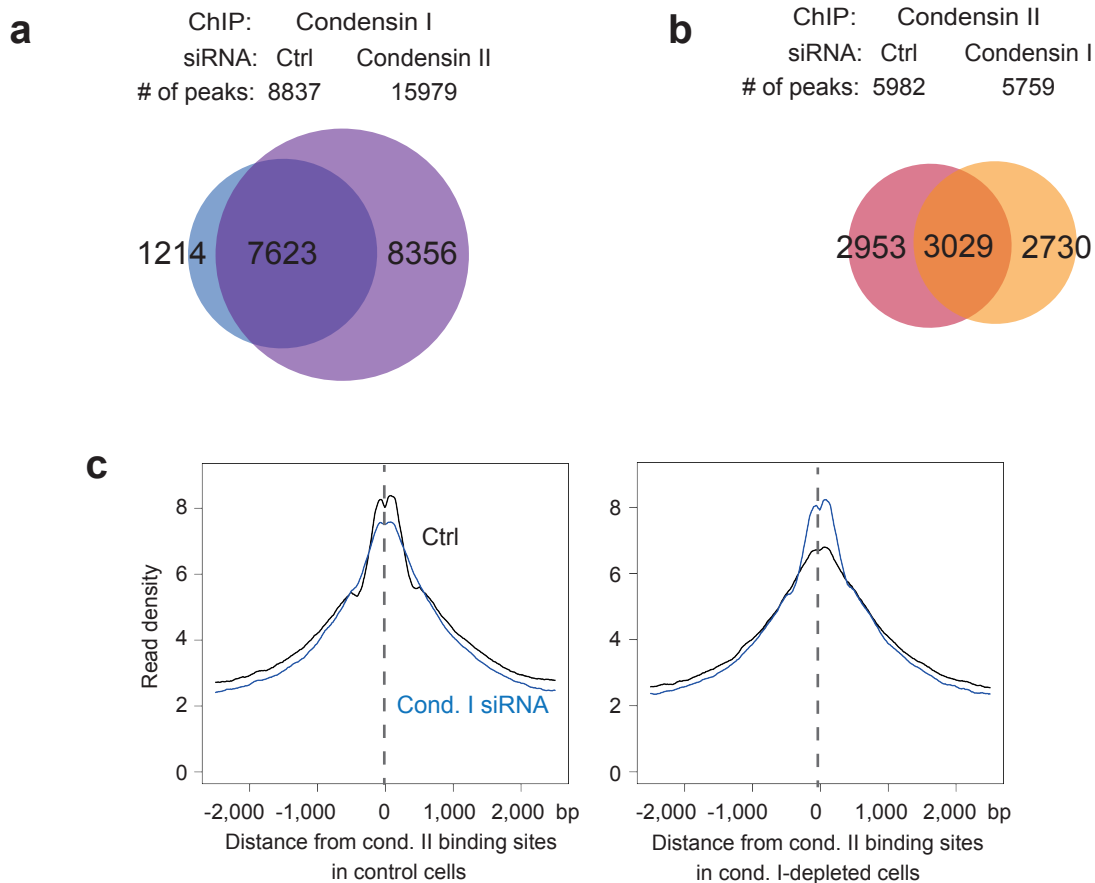 a
ChIP: Condensin I
siRNA: Ctrl Condensin II
# of peaks: 8837 15979
1214 7623 8356
b
ChIP: Condensin II
siRNA: Ctrl Condensin I
# of peaks: 5982 5759
2953 3029 2730
c
Read density
8
6
4
2
0
Ctrl
Cond. I siRNA
-2,000 -1,000 0 1,000 2,000 bp
Distance from cond. II binding sites
in control cells
8
6
4
2
0
-2,000 -1,000 0 1,000 2,000 bp
Distance from cond. II binding sites
in cond. I-depleted cells